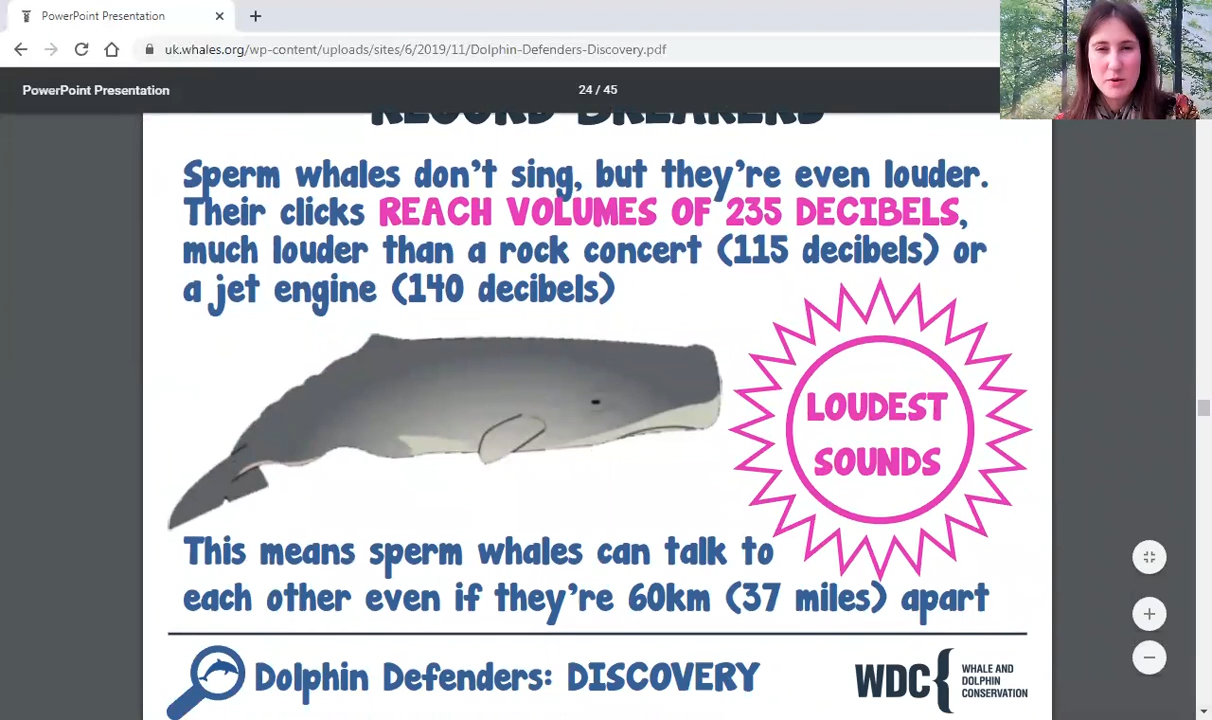 PowerPoint Presentation
uk.whales.org/wp-content/uploads/sites/6/2019/11/Dolphin-Defenders-Discovery.pdf
PowerPoint Presentation
24 / 45
RECORD BREAKERS
Sperm whales don't sing, but they're even louder.
Their clicks REACH VOLUMES OF 235 DECIBELS,
much louder than a rock concert (115 decibels) or
a jet engine (140 decibels)
LOUDEST
SOUNDS
This means sperm whales can talk to
each other even if they're 60km (37 miles) apart
Dolphin Defenders: DISCOVERY
WDC
WHALE AND
DOLPHIN
CONSERVATION